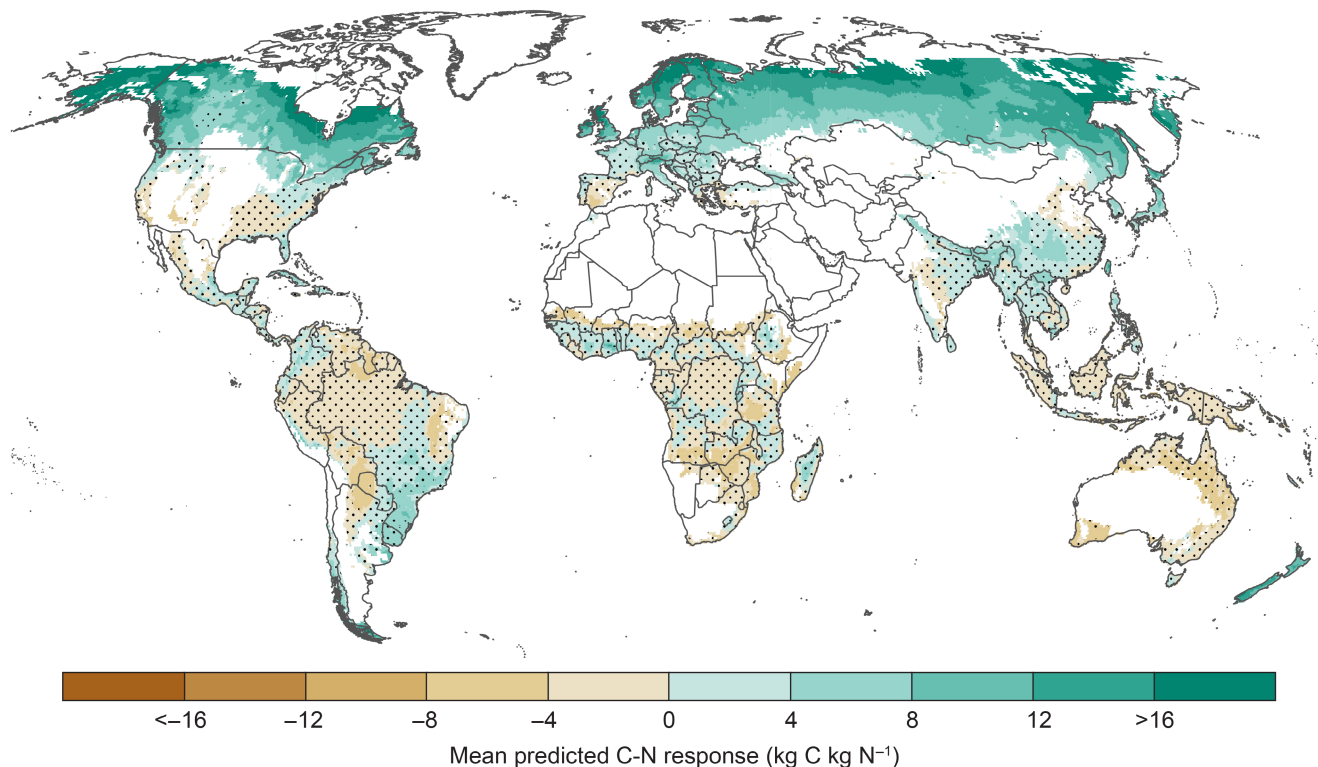 <–16 –12 –8 –4 0 4 8 12 >16
Mean predicted C-N response (kg C kg N⁻¹)